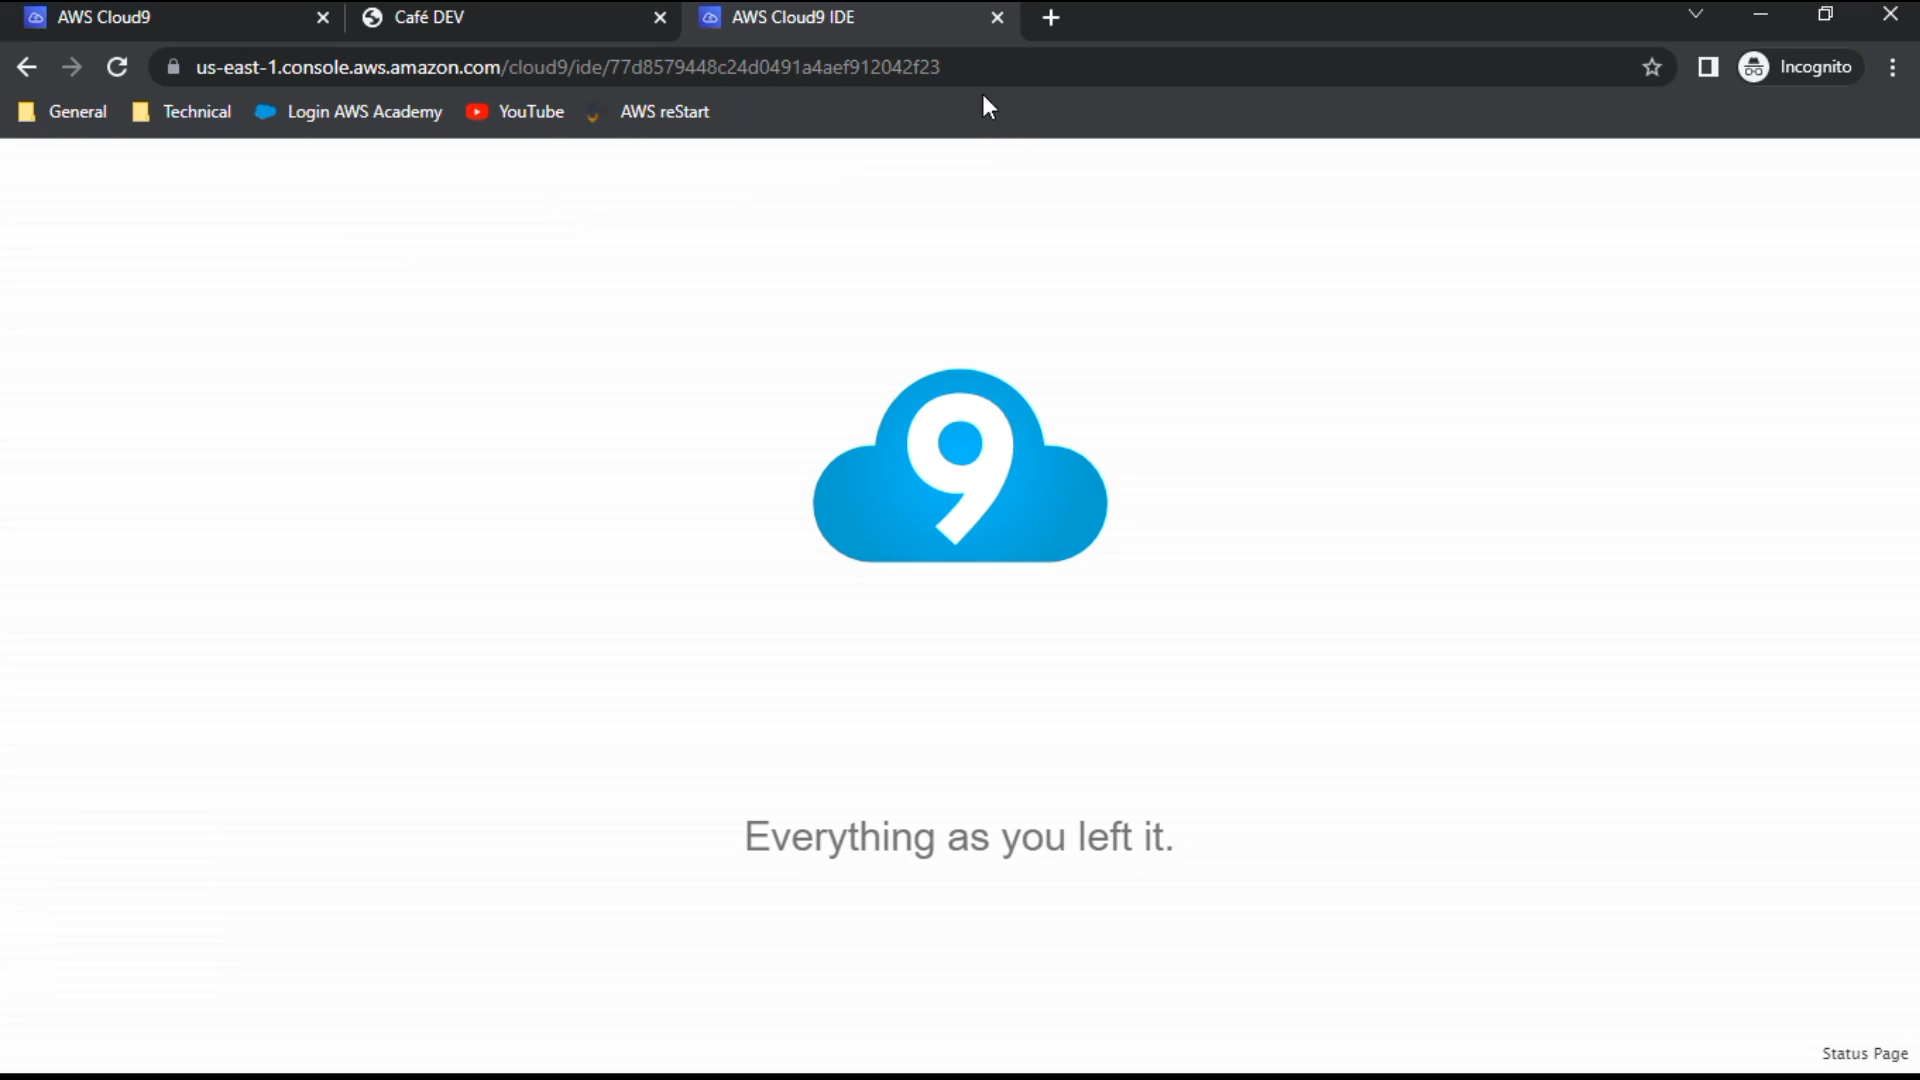 AWS Cloud9
Café DEV
AWS Cloud9 IDE
us-east-1.console.aws.amazon.com/cloud9/ide/77d8579448c24d0491a4aef912042f23
Incognito
General
Technical
Login AWS Academy
YouTube
AWS reStart
9
Everything as you left it.
Status Page